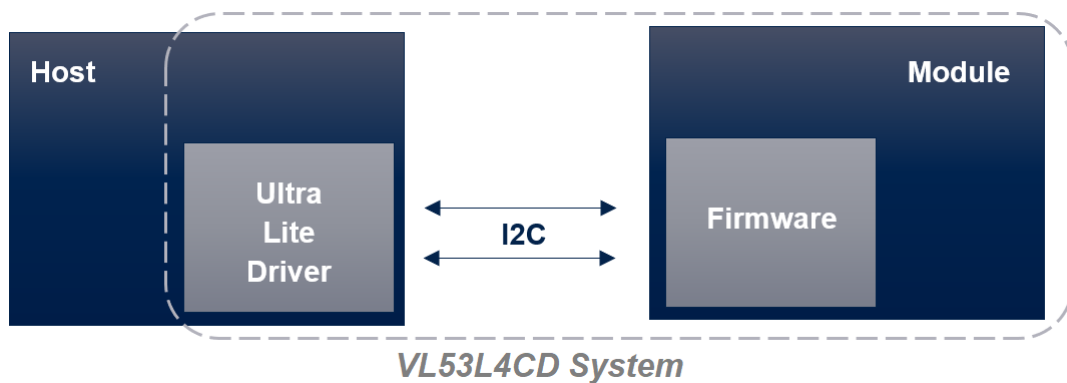 Host
Module
Ultra
Lite
Driver
I2C
Firmware
VL53L4CD System